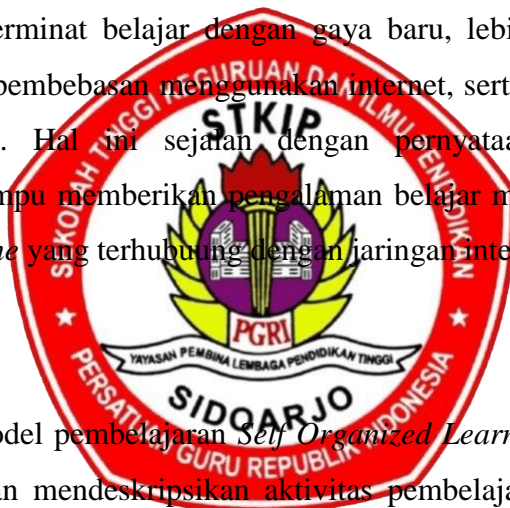 erminat belajar dengan gaya baru, lebi
pembebasan menggunakan internet, sert
SEKOLAH TINGGI KEGURUAN DAN ILMU PENDIDIKAN
STKIP
. Hal ini sejalan dengan pernyataa
mpu memberikan pengalaman belajar m
ne yang terhubuung dengan jaringan inte
PGRI
YAYASAN PEMBINA LEMBAGA PENDIDIKAN TINGGI
SIDOARJO
PERSATUAN GURU REPUBLIK INDONESIA
odel pembelajaran Self Organized Learn
an mendeskripsikan aktivitas pembelaja